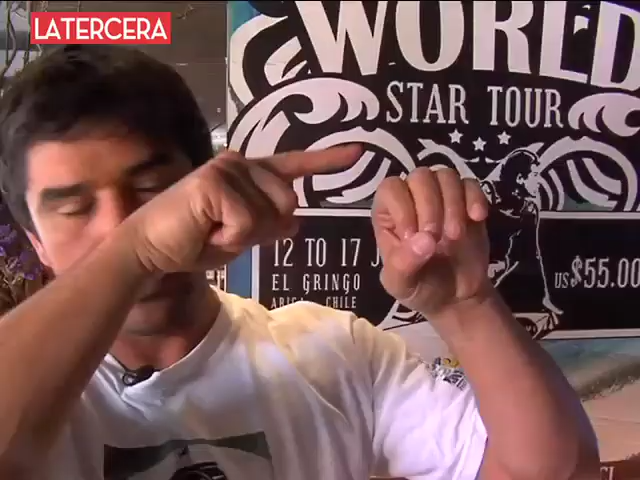 LATERCERA
WORLD
STAR TOUR
12 TO 17
EL GRINGO
ARICA CHILE
US$55.00